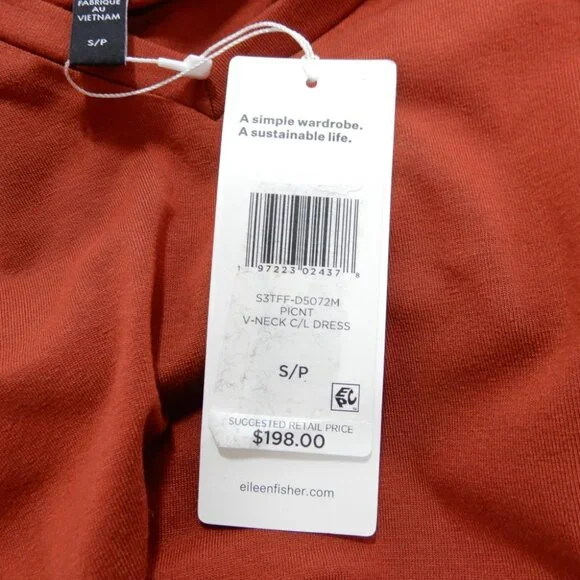 FABRIQUÉ
AU
VIETNAM
S/P
A simple wardrobe.
A sustainable life.
1 97223 02437 8
S3TFF-D5072M
PICNT
V-NECK C/L DRESS
S/P
SUGGESTED RETAIL PRICE
$198.00
eileenfisher.com